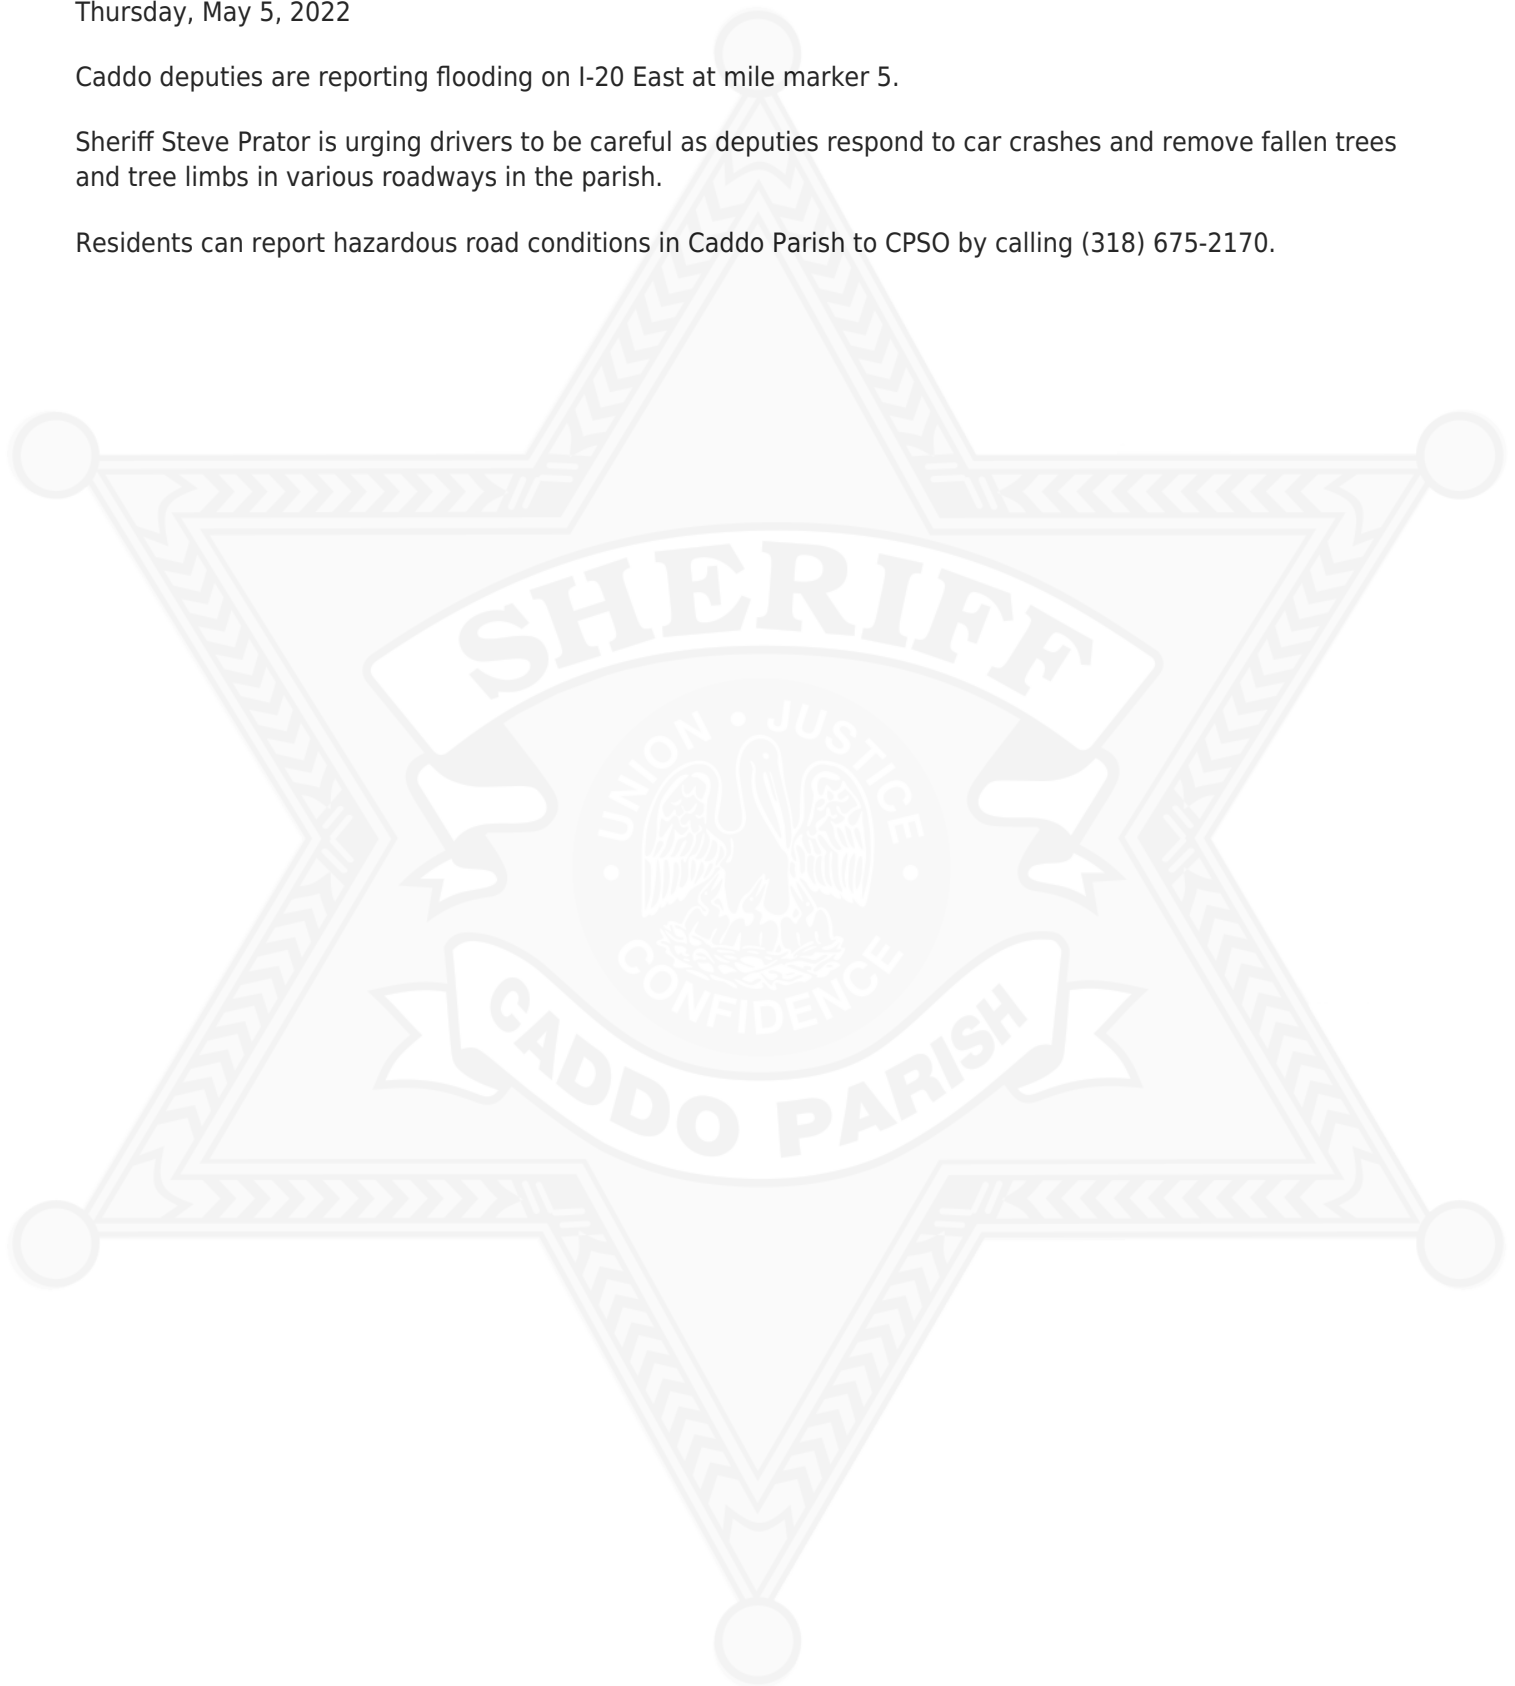 Thursday, May 5, 2022
Caddo deputies are reporting flooding on I-20 East at mile marker 5.
Sheriff Steve Prator is urging drivers to be careful as deputies respond to car crashes and remove fallen trees
and tree limbs in various roadways in the parish.
Residents can report hazardous road conditions in Caddo Parish to CPSO by calling (318) 675-2170.
SHERIFF
UNION • JUSTICE •
CONFIDENCE •
CADDO PARISH